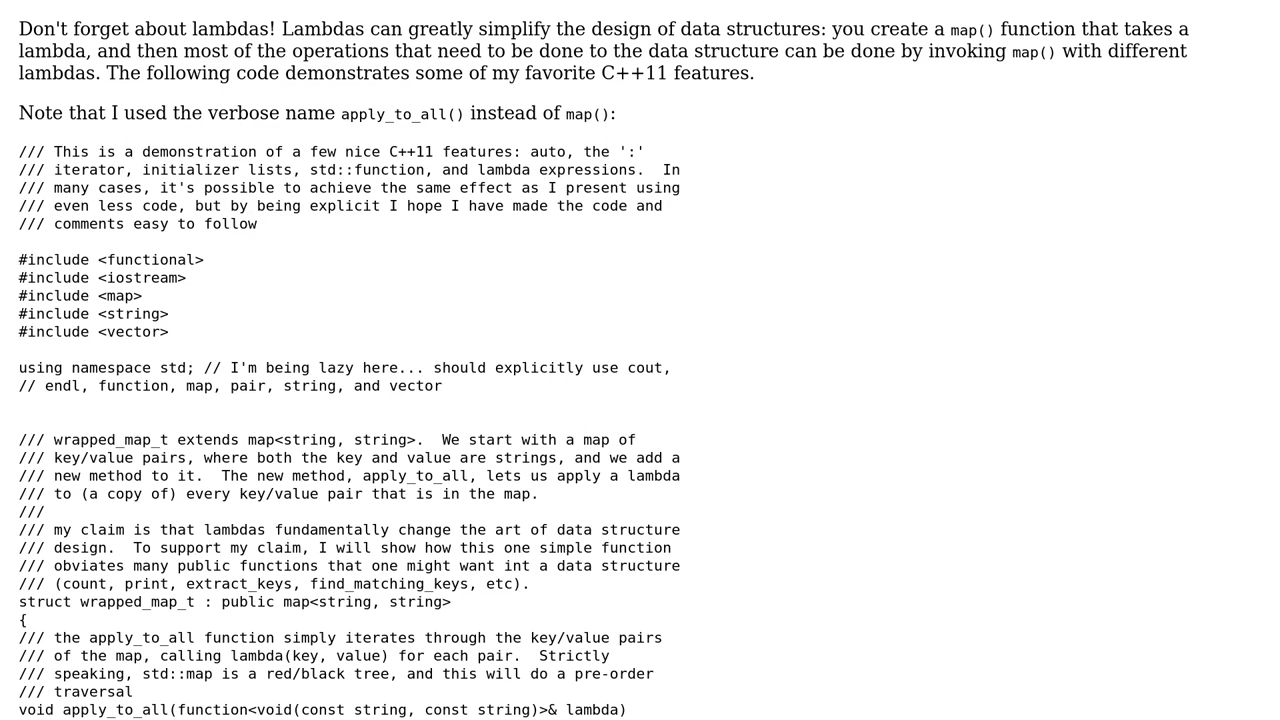 Don't forget about lambdas! Lambdas can greatly simplify the design of data structures: you create a map() function that takes a
lambda, and then most of the operations that need to be done to the data structure can be done by invoking map() with different
lambdas. The following code demonstrates some of my favorite C++11 features.
Note that I used the verbose name apply_to_all() instead of map():
/// This is a demonstration of a few nice C++11 features: auto, the ':'
/// iterator, initializer lists, std::function, and lambda expressions.  In
/// many cases, it's possible to achieve the same effect as I present using
/// even less code, but by being explicit I hope I have made the code and
/// comments easy to follow
#include <functional>
#include <iostream>
#include <map>
#include <string>
#include <vector>
using namespace std; // I'm being lazy here... should explicitly use cout,
// endl, function, map, pair, string, and vector
/// wrapped_map_t extends map<string, string>.  We start with a map of
/// key/value pairs, where both the key and value are strings, and we add a
/// new method to it.  The new method, apply_to_all, lets us apply a lambda
/// to (a copy of) every key/value pair that is in the map.
///
/// my claim is that lambdas fundamentally change the art of data structure
/// design.  To support my claim, I will show how this one simple function
/// obviates many public functions that one might want int a data structure
/// (count, print, extract_keys, find_matching_keys, etc).
struct wrapped_map_t : public map<string, string>
{
/// the apply_to_all function simply iterates through the key/value pairs
/// of the map, calling lambda(key, value) for each pair.  Strictly
/// speaking, std::map is a red/black tree, and this will do a pre-order
/// traversal
void apply_to_all(function<void(const string, const string)>& lambda)